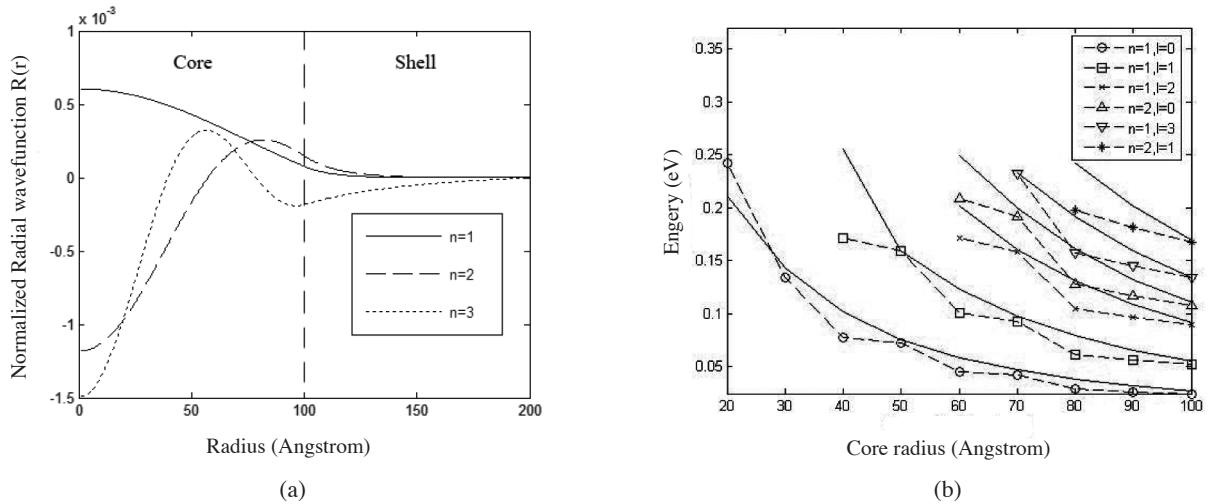 x 10⁻³
1
0.5
0
-0.5
-1
-1.5
Normalized Radial wavefunction R(r)
Core
Shell
n=1
n=2
n=3
0
50
100
150
200
Radius (Angstrom)
(a)
0.35
0.3
0.25
0.2
0.15
0.1
0.05
Engery (eV)
n=1,l=0
n=1,l=1
n=1,l=2
n=2,l=0
n=1,l=3
n=2,l=1
20
30
40
50
60
70
80
90
100
Core radius (Angstrom)
(b)